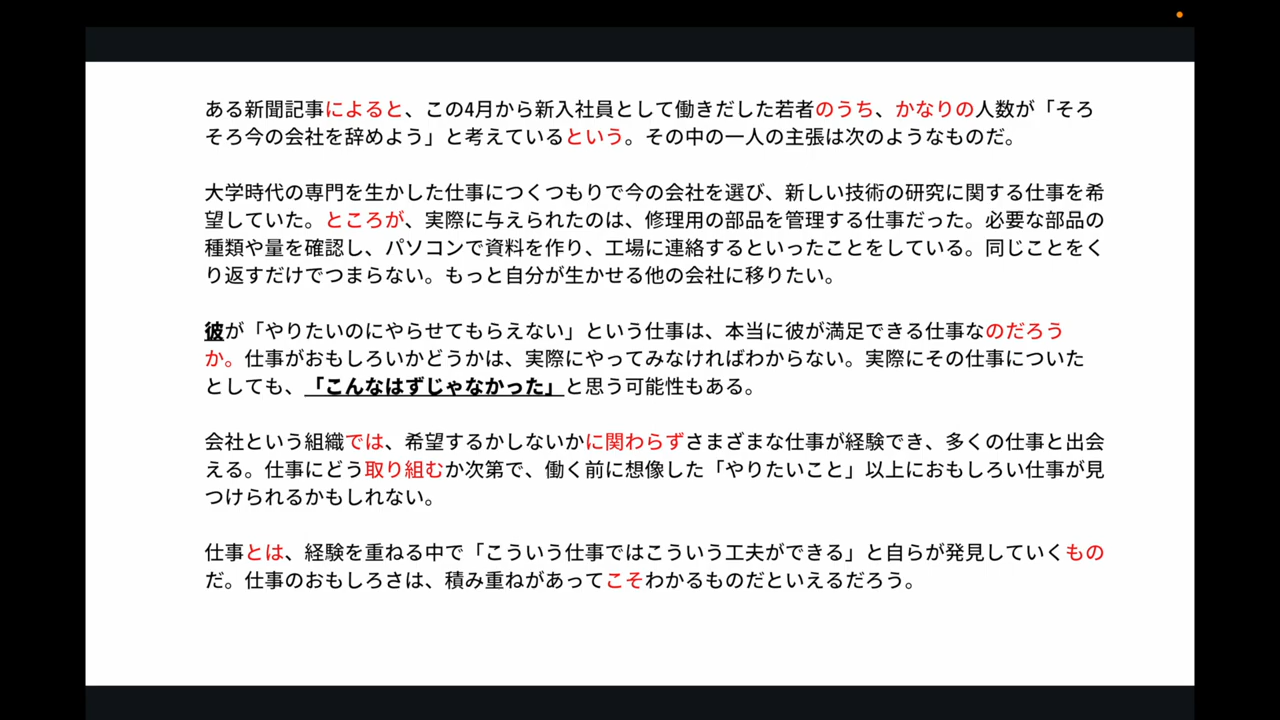 ある新聞記事によると、この4月から新入社員として働きだした若者のうち、かなりの人数が「そろ
そろ今の会社を辞めよう」と考えているという。その中の一人の主張は次のようなものだ。
大学時代の専門を生かした仕事につくつもりで今の会社を選び、新しい技術の研究に関する仕事を希
望していた。ところが、実際に与えられたのは、修理用の部品を管理する仕事だった。必要な部品の
種類や量を確認し、パソコンで資料を作り、工場に連絡するといったことをしている。同じことをく
り返すだけでつまらない。もっと自分が生かせる他の会社に移りたい。
彼が「やりたいのにやらせてもらえない」という仕事は、本当に彼が満足できる仕事なのだろう
か。仕事がおもしろいかどうかは、実際にやってみなければわからない。実際にその仕事についた
としても、「こんなはずじゃなかった」と思う可能性もある。
会社という組織では、希望するかしないかに関わらずさまざまな仕事が経験でき、多くの仕事と出会
える。仕事にどう取り組むか次第で、働く前に想像した「やりたいこと」以上におもしろい仕事が見
つけられるかもしれない。
仕事とは、経験を重ねる中で「こういう仕事ではこういう工夫ができる」と自らが発見していくもの
だ。仕事のおもしろさは、積み重ねがあってこそわかるものだといえるだろう。